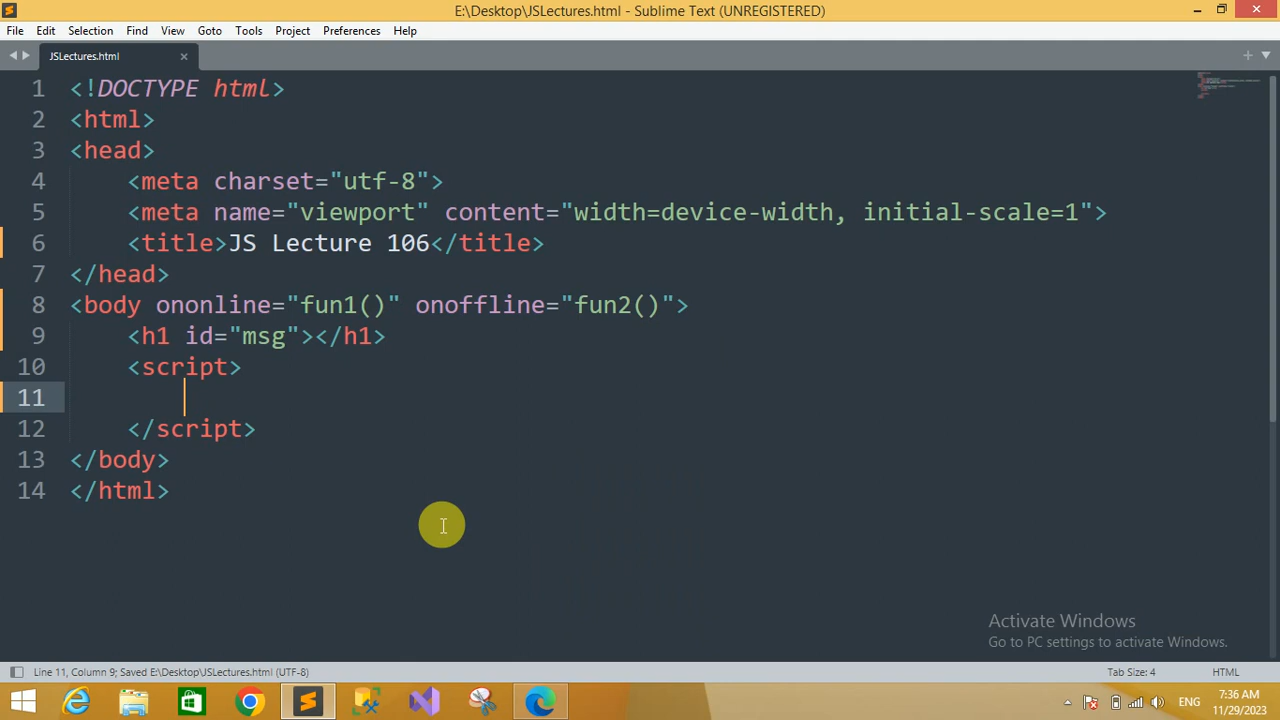 E:\Desktop\JSLectures.html - Sublime Text (UNREGISTERED)
File Edit Selection Find View Goto Tools Project Preferences Help
JSLectures.html
1 <!DOCTYPE html>
2 <html>
3 <head>
4 <meta charset="utf-8">
5 <meta name="viewport" content="width=device-width, initial-scale=1">
6 <title>JS Lecture 106</title>
7 </head>
8 <body ononline="fun1()" onoffline="fun2()">
9 <h1 id="msg"></h1>
10 <script>
11
12 </script>
13 </body>
14 </html>
Activate Windows
Go to PC settings to activate Windows.
Line 11, Column 9; Saved E:\Desktop\JSLectures.html (UTF-8) Tab Size: 4 HTML
ENG
7:36 AM
11/29/2023